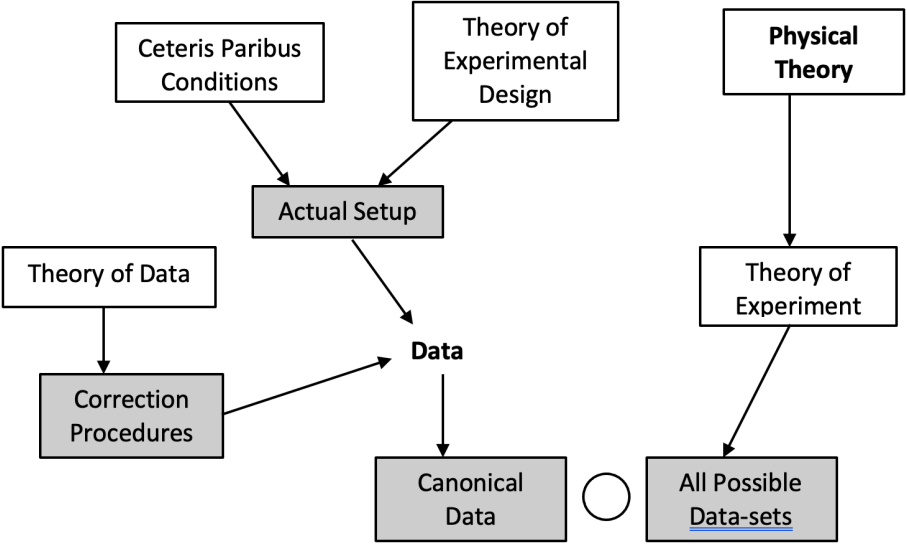 Ceteris Paribus
Conditions
Theory of
Experimental
Design
Physical
Theory
Actual Setup
Theory of Data
Theory of
Experiment
Data
Correction
Procedures
Canonical
Data
All Possible
Data-sets